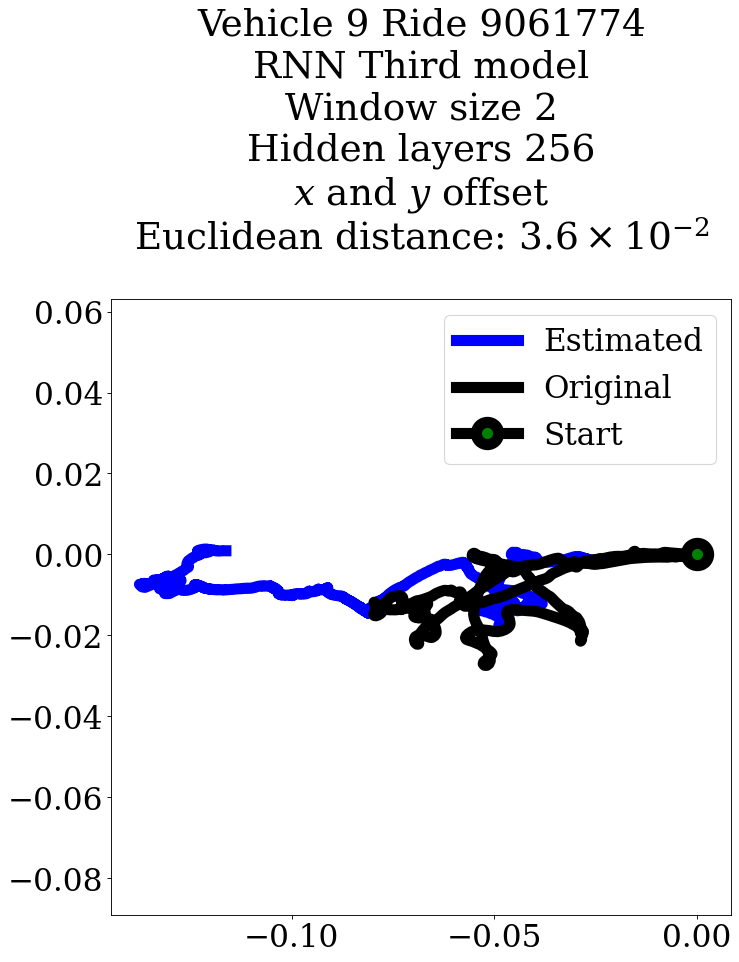 Vehicle 9 Ride 9061774
RNN Third model
Window size 2
Hidden layers 256
x and y offset
Euclidean distance: 3.6 × 10⁻²
0.06
Estimated
0.04
Original
0.02
Start
0.00
−0.02
−0.04
−0.06
−0.08
−0.10 −0.05 0.00